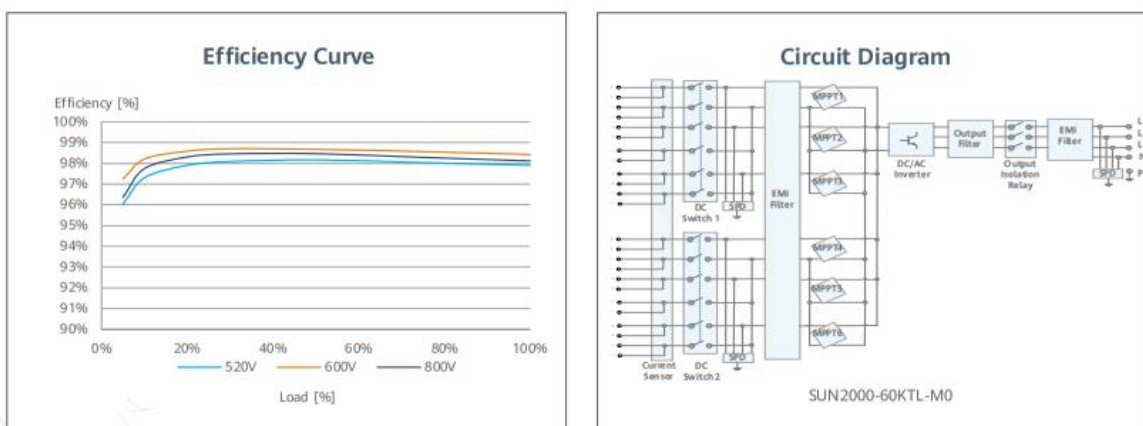 Efficiency Curve
Efficiency [%]
100%
99%
98%
97%
96%
95%
94%
93%
92%
91%
90%
0%
20%
40%
60%
80%
100%
520V
600V
800V
Load [%]
Circuit Diagram
MPPT1
MPPT2
MPPT3
MPPT4
MPPT5
MPPT6
EMI
Filter
DC/AC
Inverter
Output
Filter
Output
Isolation
Relay
EMI
Filter
L
L
L
N
P
SPD
DC
Switch 1
SPD
Current
Sensor
DC
Switch2
SPD
SUN2000-60KTL-M0